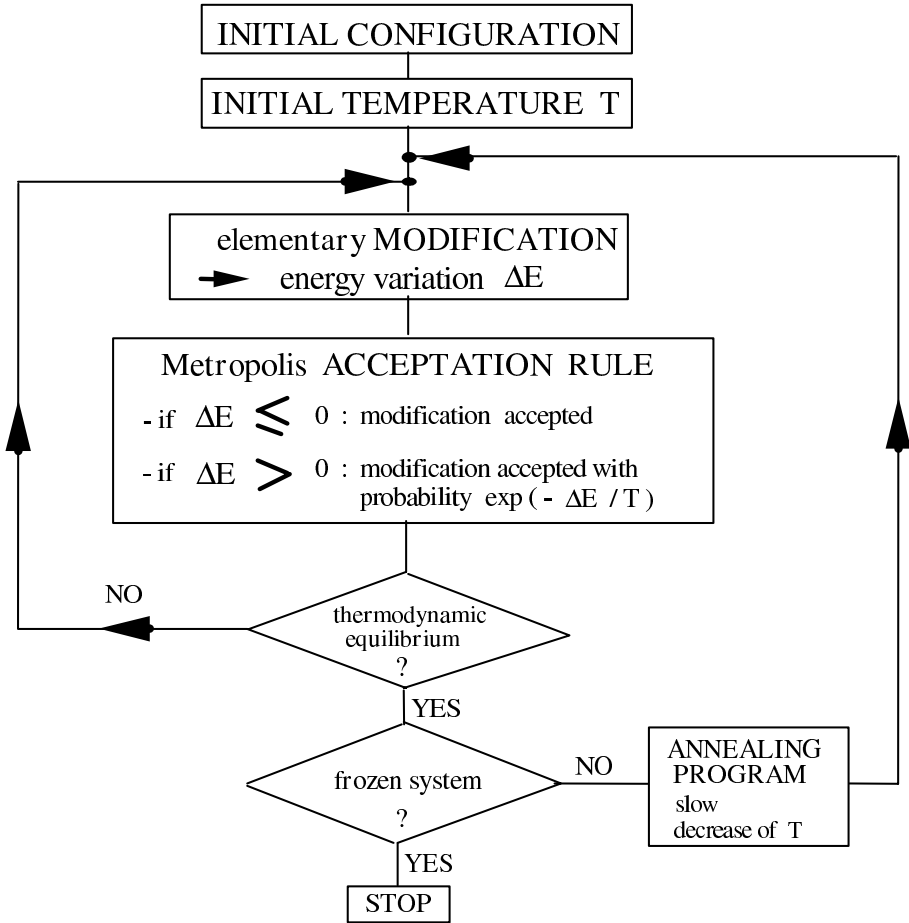 INITIAL CONFIGURATION
INITIAL TEMPERATURE T
elementary MODIFICATION
energy variation ΔE
Metropolis ACCEPTATION RULE
- if ΔE ≤ 0 : modification accepted
- if ΔE > 0 : modification accepted with
probability exp ( - ΔE / T )
NO
thermodynamic
equilibrium
?
YES
frozen system
?
NO
ANNEALING
PROGRAM
slow
decrease of T
YES
STOP